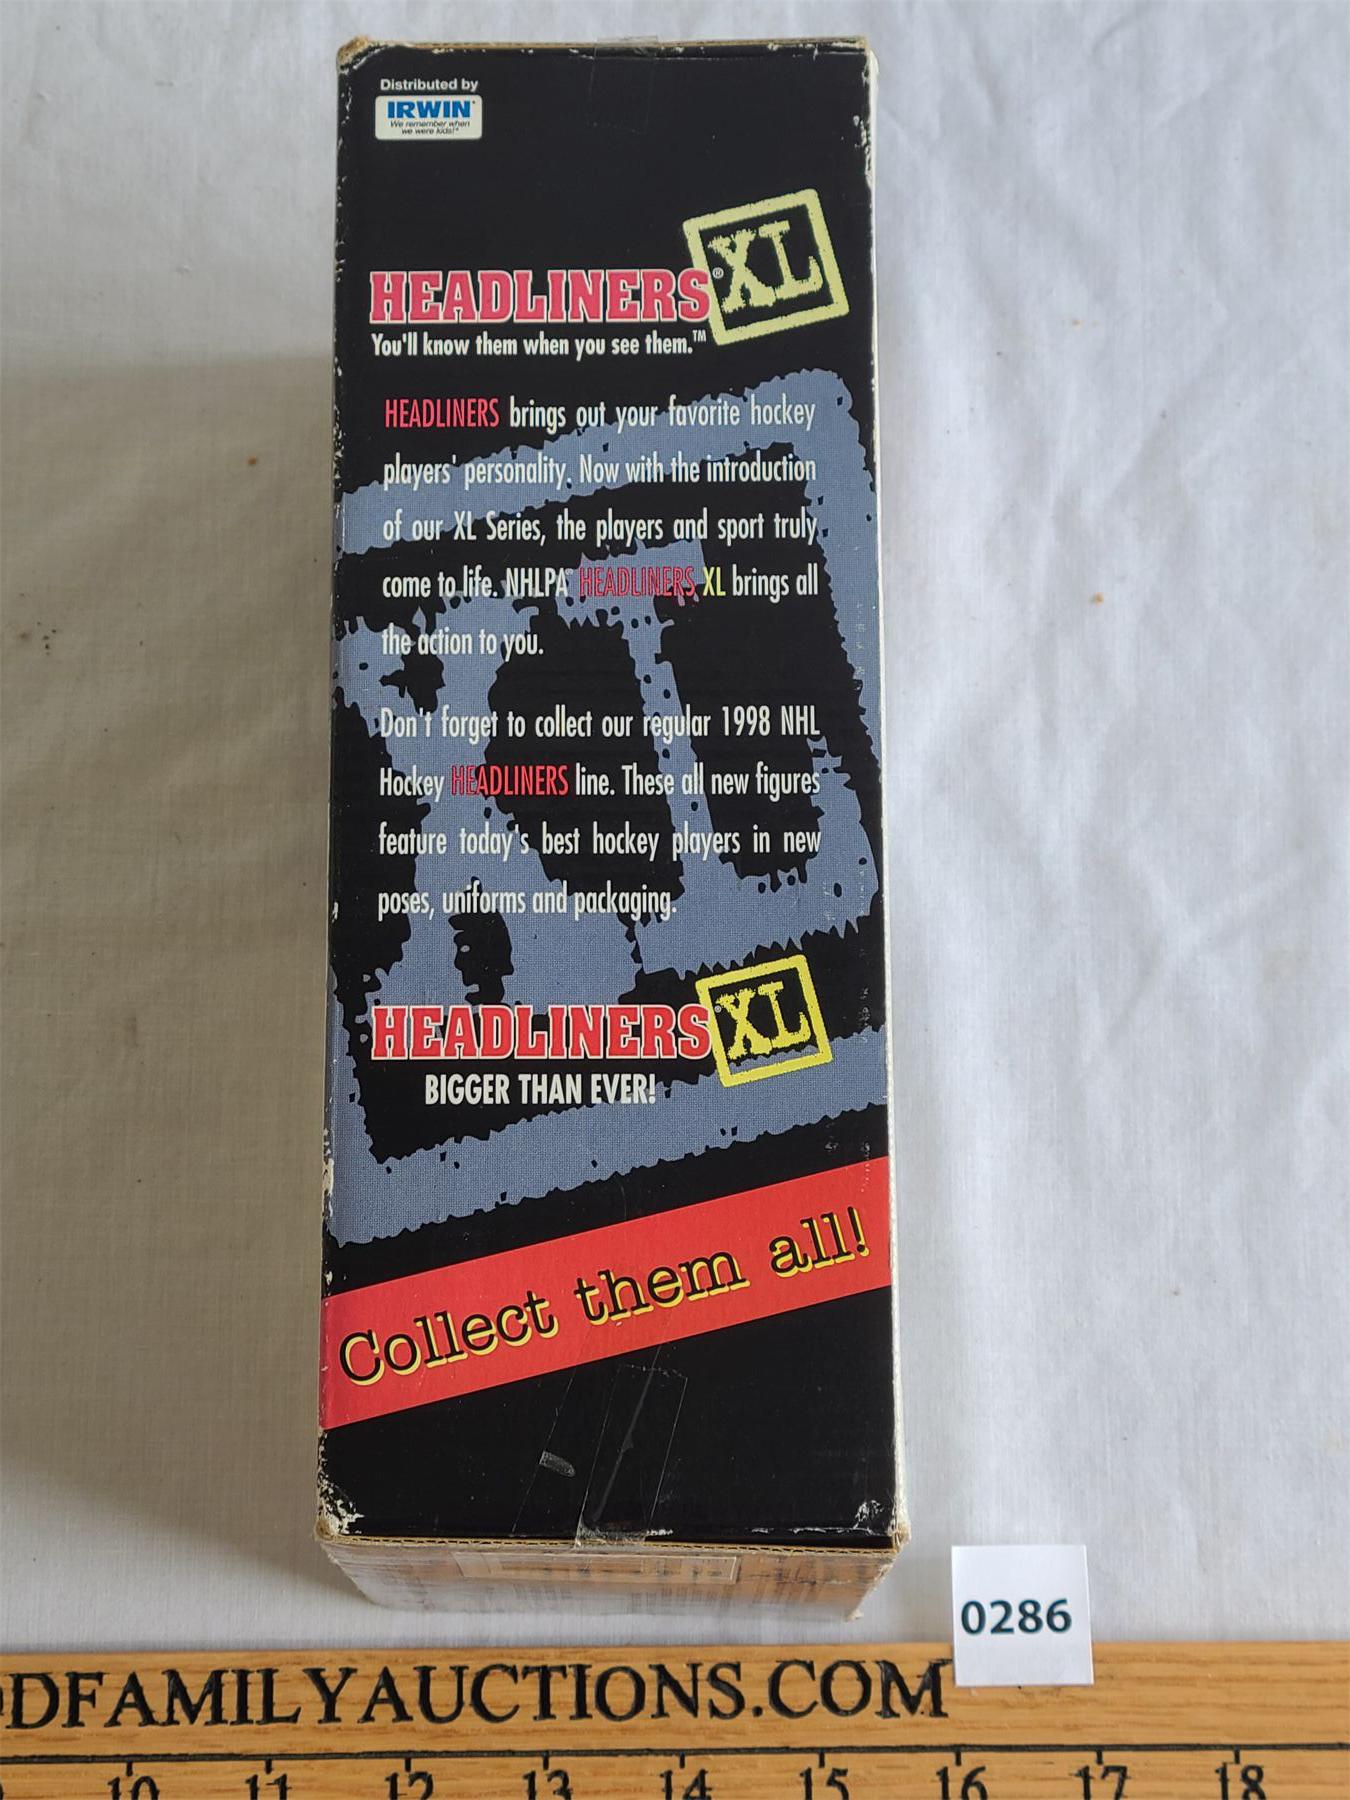 Distributed by
IRWIN
We remember when
we were kids!
XL
HEADLINERS®
You'll know them when you see them.™
HEADLINERS brings out your favorite hockey
players' personality. Now with the introduction
of our XL Series, the players and sport truly
come to life. NHLPA HEADLINERS XL brings all
the action to you.
Don't forget to collect our regular 1998 NHL
Hockey HEADLINERS line. These all new figures
feature today's best hockey players in new
poses, uniforms and packaging.
HEADLINERS® XL
BIGGER THAN EVER!
Collect them all!
0286
DFAMILYAUCTIONS.COM
10 11 12 13 14 15 16 17 18